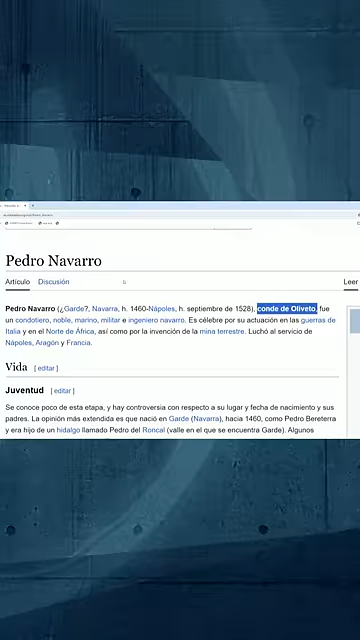 Pedro Navarro
Artículo Discusión Leer
Pedro Navarro (¿Garde?, Navarra, h. 1460-Nápoles, h. septiembre de 1528), conde de Oliveto, fue
un condotiero, noble, marino, militar e ingeniero navarro. Es célebre por su actuación en las guerras de
Italia y en el Norte de África, así como por la invención de la mina terrestre. Luchó al servicio de
Nápoles, Aragón y Francia.
Vida [ editar ]
Juventud [ editar ]
Se conoce poco de esta etapa, y hay controversia con respecto a su lugar y fecha de nacimiento y sus
padres. La opinión más extendida es que nació en Garde (Navarra), hacia 1460, como Pedro Bereterra
y era hijo de un hidalgo llamado Pedro del Roncal (valle en el que se encuentra Garde). Algunos